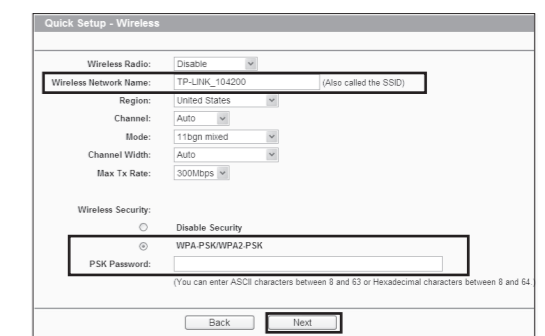 Quick Setup - Wireless
Wireless Radio: Disable
Wireless Network Name: TP-LINK_104200 (Also called the SSID)
Region: United States
Channel: Auto
Mode: 11bgn mixed
Channel Width: Auto
Max Tx Rate: 300Mbps
Wireless Security:
Disable Security
WPA-PSK/WPA2-PSK
PSK Password:
(You can enter ASCII characters between 8 and 63 or Hexadecimal characters between 8 and 64.)
Back Next